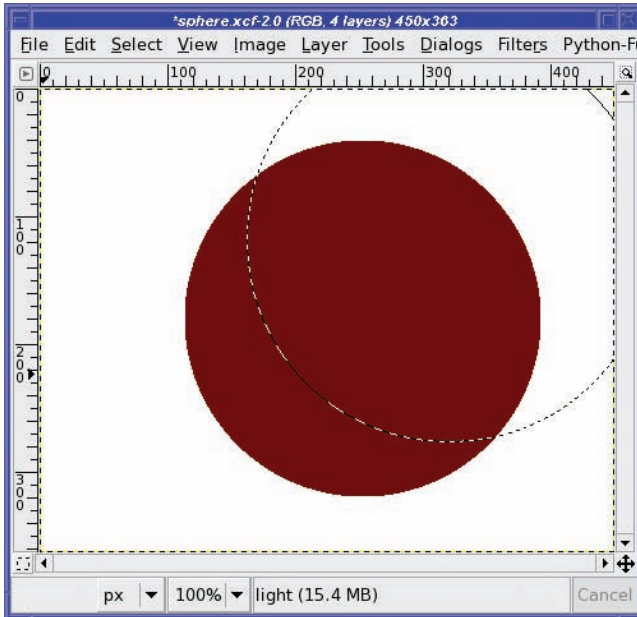 *sphere.xcf-2.0 (RGB, 4 layers) 450x363
File Edit Select View Image Layer Tools Dialogs Filters Python-Fu
0 100 200 300 400
0
100
200
300
px 100% light (15.4 MB) Cancel